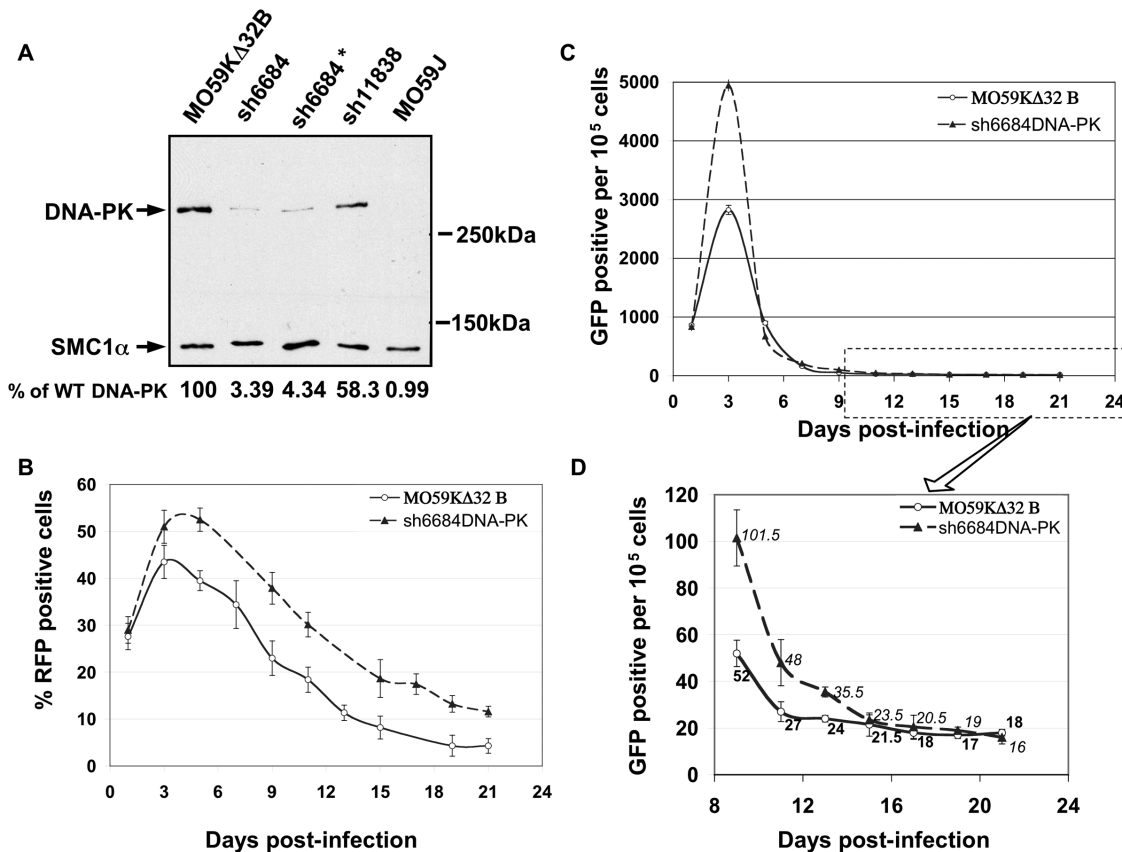 A
MO59KΔ32B
sh6684
sh6684 *
sh11838
MO59J
DNA-PK
250kDa
150kDa
SMC1α
% of WT DNA-PK 100 3.39 4.34 58.3 0.99
B
% RFP positive cells
60
50
40
30
20
10
0
MO59KΔ32 B
sh6684DNA-PK
0 3 6 9 12 15 18 21 24
Days post-infection
C
GFP positive per 10⁵ cells
5000
4000
3000
2000
1000
0
MO59KΔ32 B
sh6684DNA-PK
0 3 6 9 12 15 18 21 24
Days post-infection
D
GFP positive per 10⁵ cells
120
100
80
60
40
20
0
MO59KΔ32 B
sh6684DNA-PK
101.5
48
35.5
23.5
20.5
19
16
52
27
24
21.5
18
17
18
8 12 16 20 24
Days post-infection